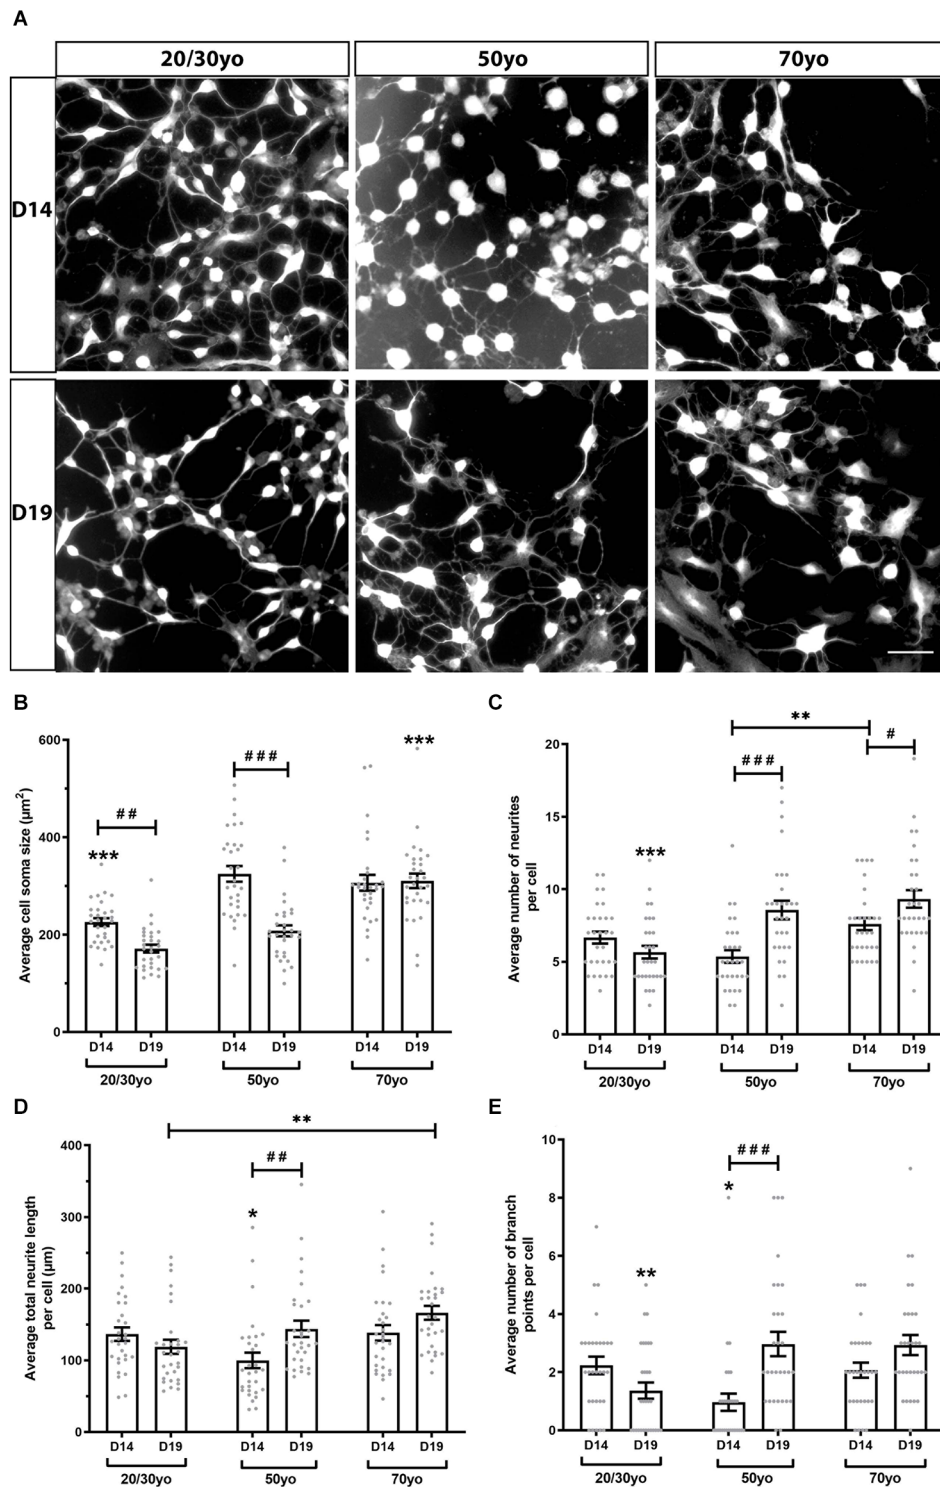 A
20/30yo 50yo 70yo
D14
D19
B
Average cell soma size (µm²)
600
400
200
0
***
##
###
***
D14 D19 D14 D19 D14 D19
20/30yo 50yo 70yo
C
Average number of neurites
per cell
20
15
10
5
0
***
###
**
#
D14 D19 D14 D19 D14 D19
20/30yo 50yo 70yo
D
Average total neurite length
per cell (µm)
400
300
200
100
0
**
##
*
D14 D19 D14 D19 D14 D19
20/30yo 50yo 70yo
E
Average number of branch
points per cell
10
8
6
4
2
0
**
###
*
D14 D19 D14 D19 D14 D19
20/30yo 50yo 70yo